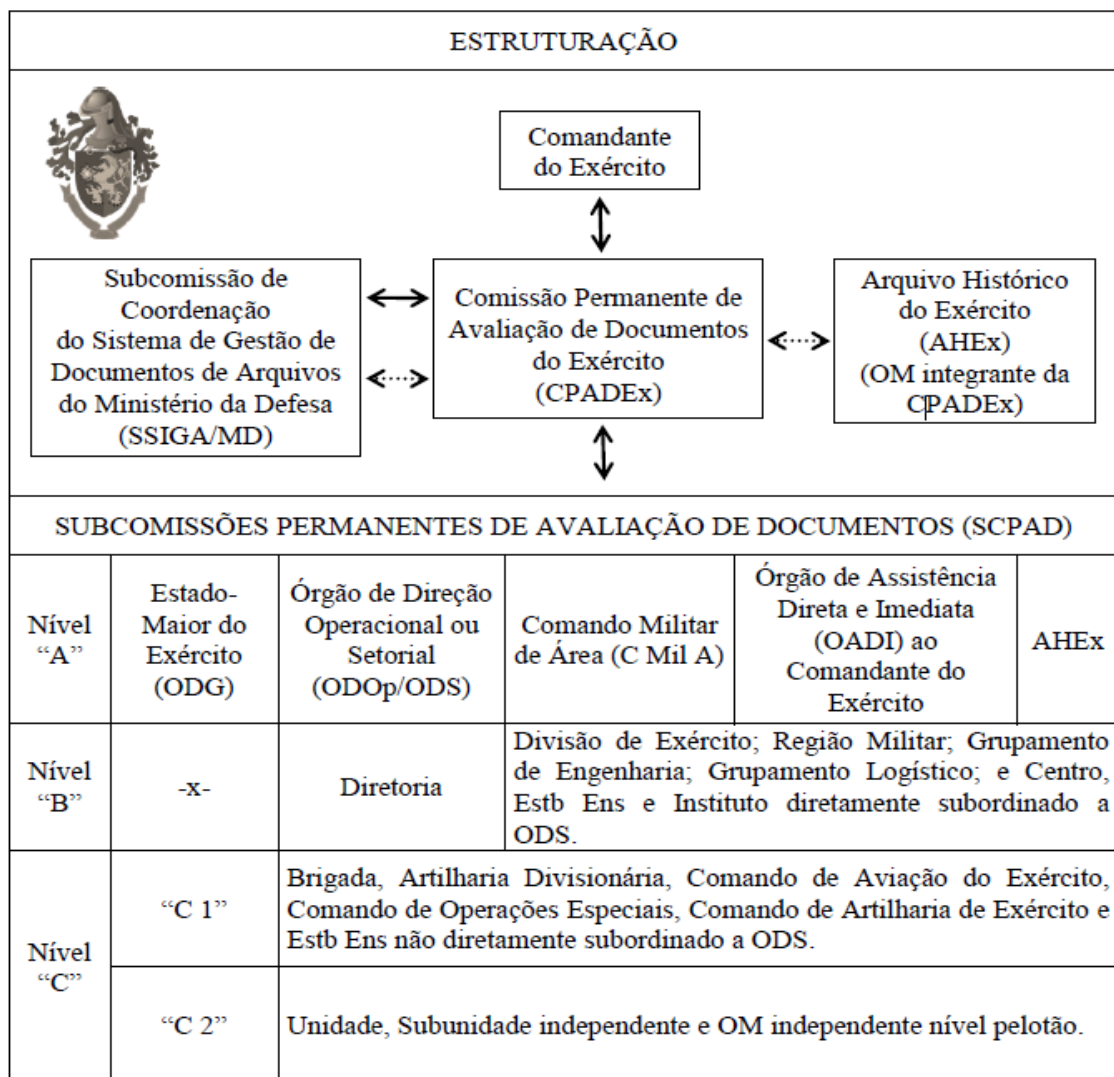 ESTRUTURAÇÃO
Comandante
do Exército
Subcomissão de
Coordenação
do Sistema de Gestão de
Documentos de Arquivos
do Ministério da Defesa
(SSIGA/MD)
Comissão Permanente de
Avaliação de Documentos
do Exército
(CPADEx)
Arquivo Histórico
do Exército
(AHEx)
(OM integrante da
CPADEx)
SUBCOMISSÕES PERMANENTES DE AVALIAÇÃO DE DOCUMENTOS (SCPAD)
Nível
“A”
Estado-
Maior do
Exército
(ODG)
Órgão de Direção
Operacional ou
Setorial
(ODOp/ODS)
Comando Militar
de Área (C Mil A)
Órgão de Assistência
Direta e Imediata
(OADI) ao
Comandante do
Exército
AHEx
Nível
“B”
-x-
Diretoria
Divisão de Exército; Região Militar; Grupamento
de Engenharia; Grupamento Logístico; e Centro,
Estb Ens e Instituto diretamente subordinado a
ODS.
Nível
“C”
“C 1”
Brigada, Artilharia Divisionária, Comando de Aviação do Exército,
Comando de Operações Especiais, Comando de Artilharia de Exército e
Estb Ens não diretamente subordinado a ODS.
“C 2”
Unidade, Subunidade independente e OM independente nível pelotão.